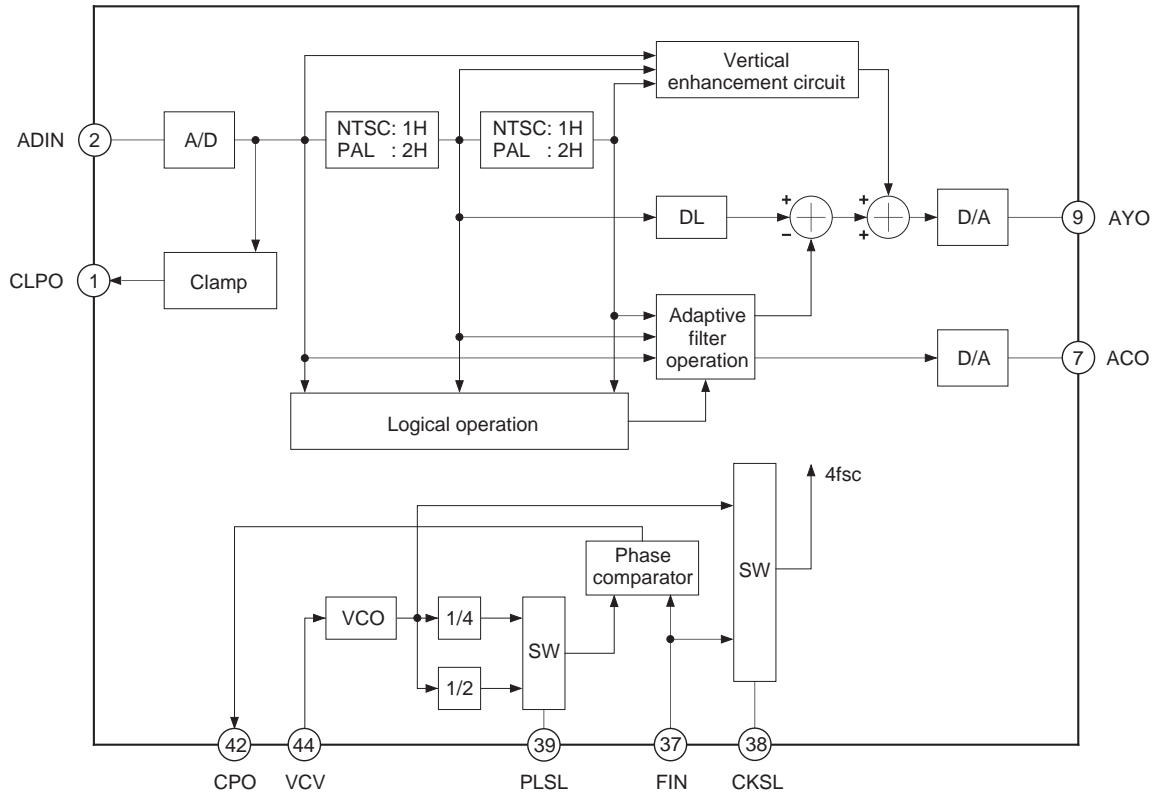 Vertical
enhancement circuit
ADIN
2
A/D
NTSC: 1H
PAL : 2H
NTSC: 1H
PAL : 2H
DL
+
−
+
+
D/A
9
AYO
CLPO
1
Clamp
Adaptive
filter
operation
D/A
7
ACO
Logical operation
4fsc
Phase
comparator
SW
VCO
1/4
SW
1/2
42
44
39
37
38
CPO
VCV
PLSL
FIN
CKSL